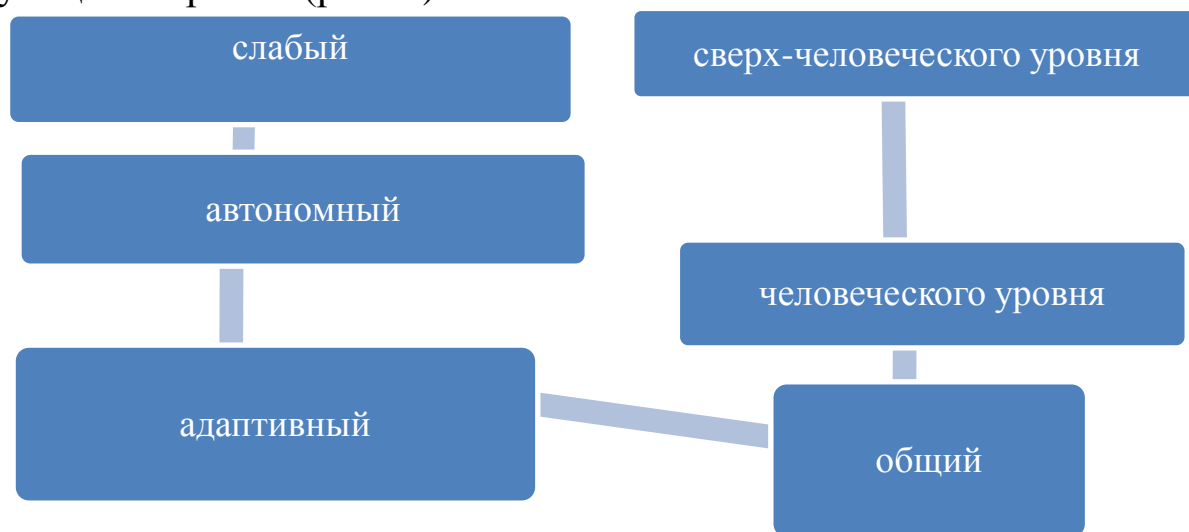 слабый
автономный
адаптивный
общий
человеческого уровня
сверх-человеческого уровня